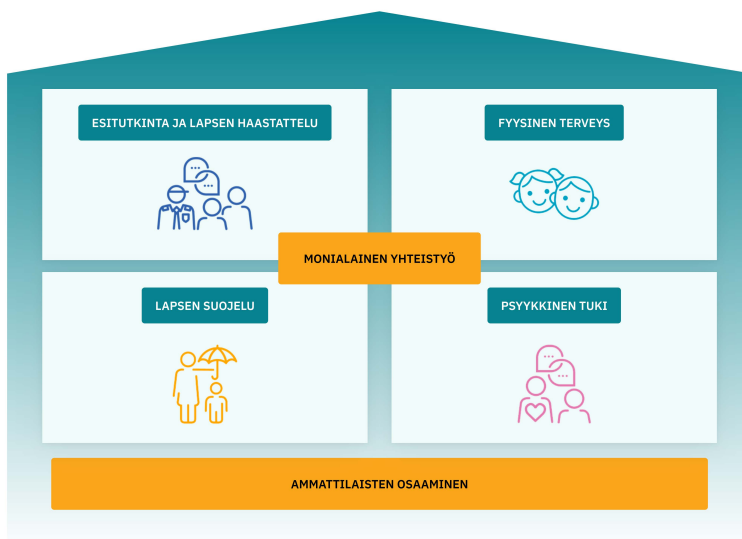 ESITUTKINTA JA LAPSEN HAASTATTELU
FYYSINEN TERVEYS
MONIALAINEN YHTEISTYÖ
LAPSEN SUOJELU
PSYYKKINEN TUKI
AMMATTILAISTEN OSAAMINEN